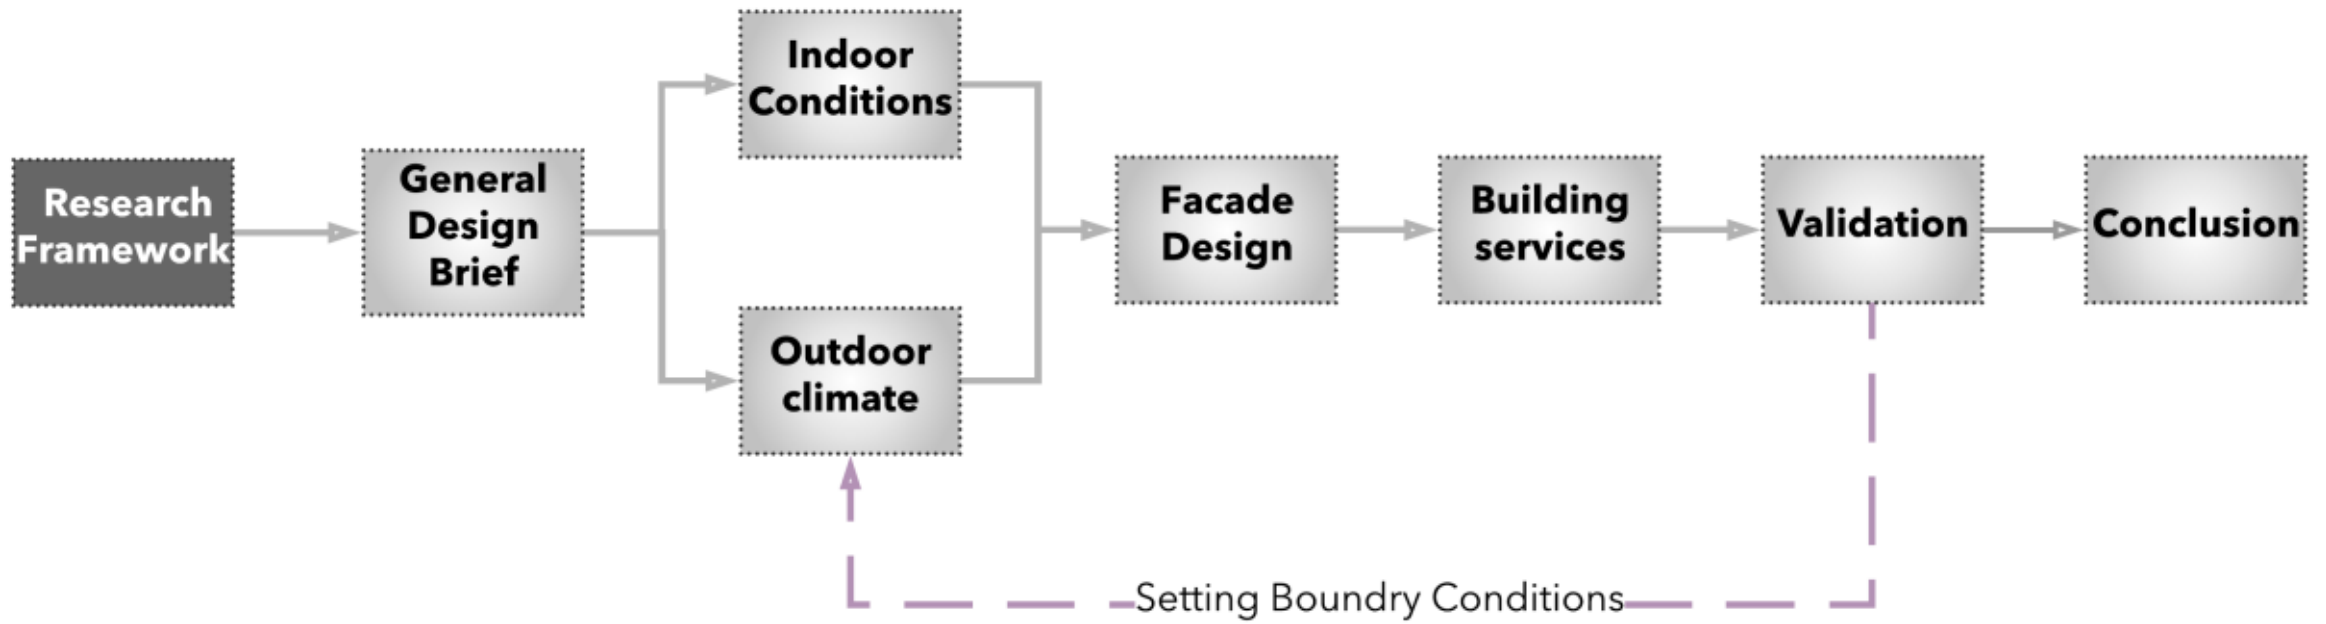 Research
Framework
General
Design
Brief
Indoor
Conditions
Outdoor
climate
Facade
Design
Building
services
Validation
Conclusion
Setting Boundry Conditions